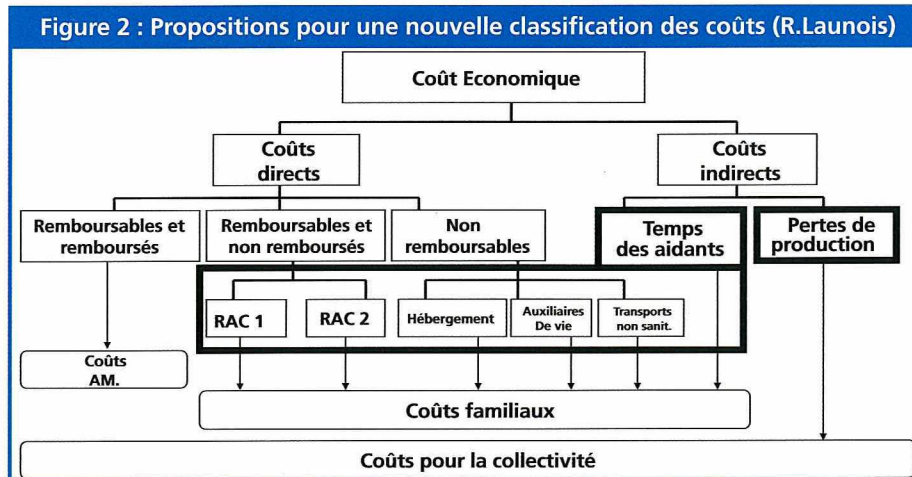 Figure 2 : Propositions pour une nouvelle classification des coûts (R.Launois)
Coût Economique
Coûts
directs
Coûts
indirects
Remboursables et
remboursés
Remboursables et
non remboursés
Non
remboursables
Temps
des aidants
Pertes de
production
RAC 1
RAC 2
Hébergement
Auxiliaires
De vie
Transports
non sanit.
Coûts
AM.
Coûts familiaux
Coûts pour la collectivité